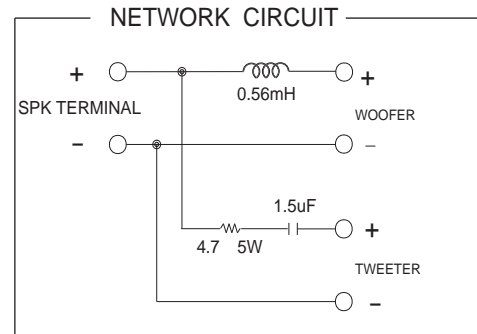 NETWORK CIRCUIT
+ +
0.56mH
SPK TERMINAL
WOOFER
- -
1.5uF
+
4.7 5W
TWEETER
-